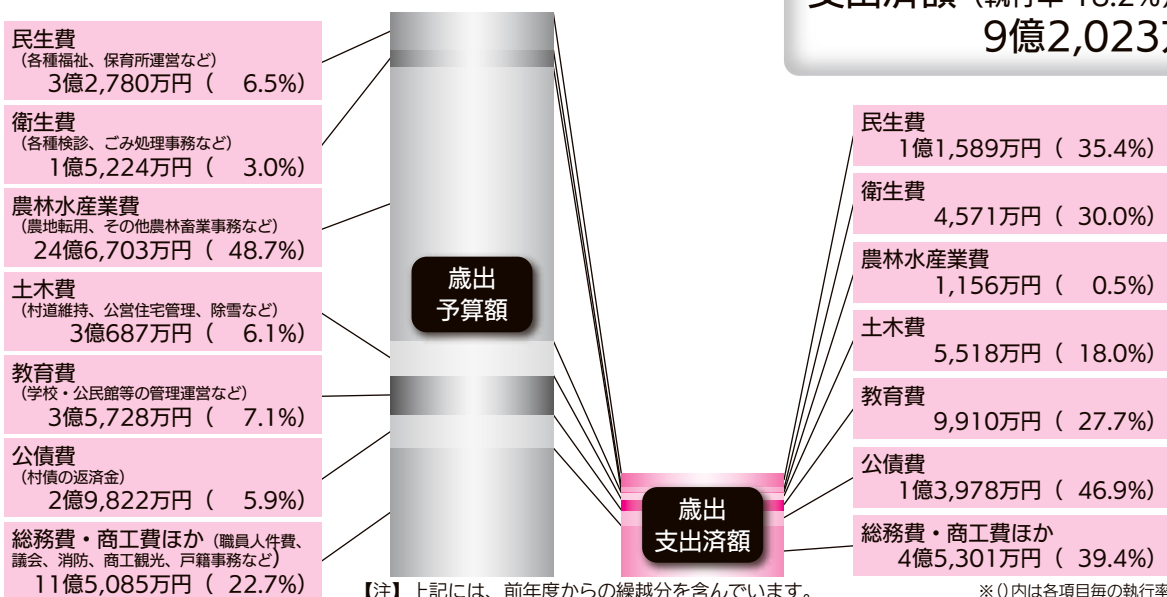 民生費
（各種福祉、保育所運営など）
3億2,780万円（　6.5%）
衛生費
（各種検診、ごみ処理事務など）
1億5,224万円（　3.0%）
農林水産業費
（農地転用、その他農林畜業事務など）
24億6,703万円（ 48.7%）
土木費
（村道維持、公営住宅管理、除雪など）
3億687万円（　6.1%）
教育費
（学校・公民館等の管理運営など）
3億5,728万円（　7.1%）
公債費
（村債の返済金）
2億9,822万円（　5.9%）
総務費・商工費ほか（職員人件費、
議会、消防、商工観光、戸籍事務など）
11億5,085万円（ 22.7%）
歳出
予算額
歳出
支出済額
9億2,023
民生費
1億1,589万円（ 35.4%）
衛生費
4,571万円（ 30.0%）
農林水産業費
1,156万円（　0.5%）
土木費
5,518万円（ 18.0%）
教育費
9,910万円（ 27.7%）
公債費
1億3,978万円（ 46.9%）
総務費・商工費ほか
4億5,301万円（ 39.4%）
【注】上記には、前年度からの繰越分を含んでいます。
※（）内は各項目毎の執行率